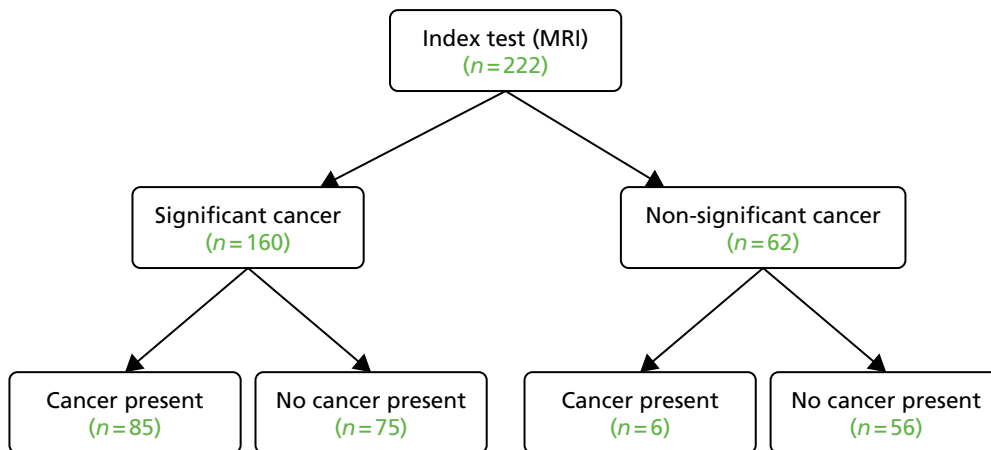 Index test (MRI)
(n=222)
Significant cancer
(n=160)
Non-significant cancer
(n=62)
Cancer present
(n=85)
No cancer present
(n=75)
Cancer present
(n=6)
No cancer present
(n=56)